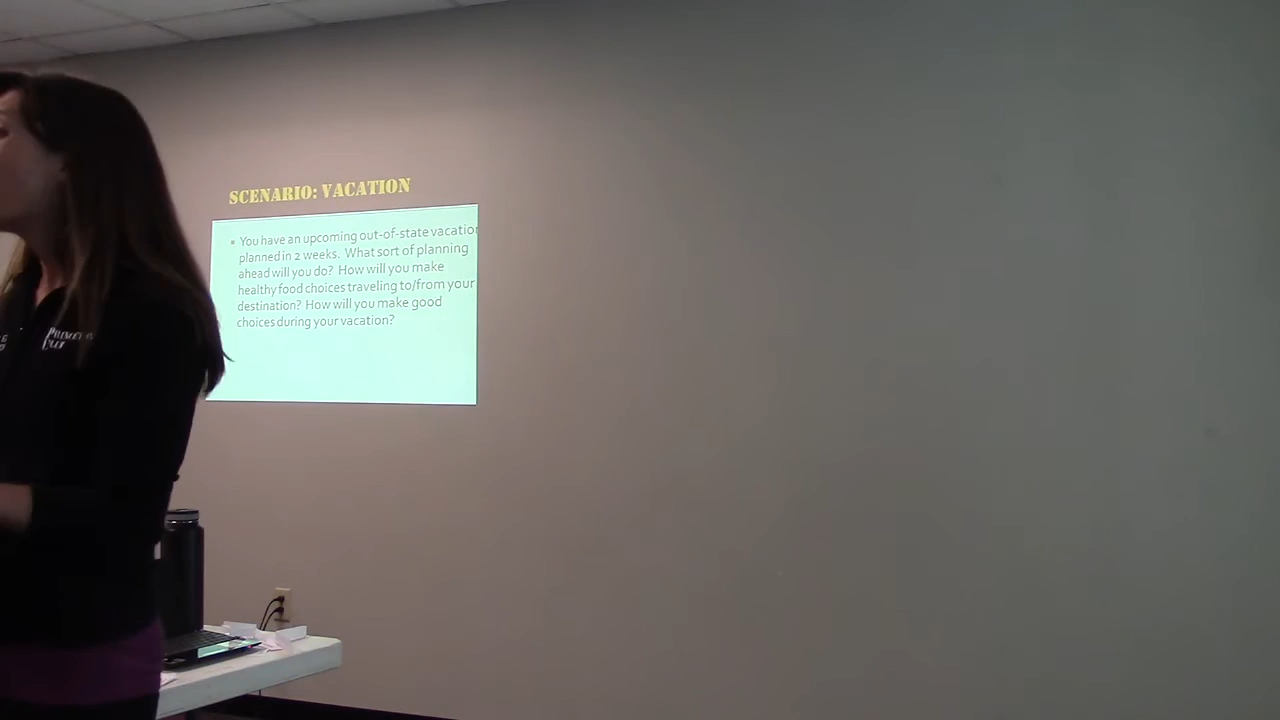 SCENARIO: VACATION
▪ You have an upcoming out-of-state vacation
planned in 2 weeks. What sort of planning
ahead will you do? How will you make
healthy food choices traveling to/from your
destination? How will you make good
choices during your vacation?